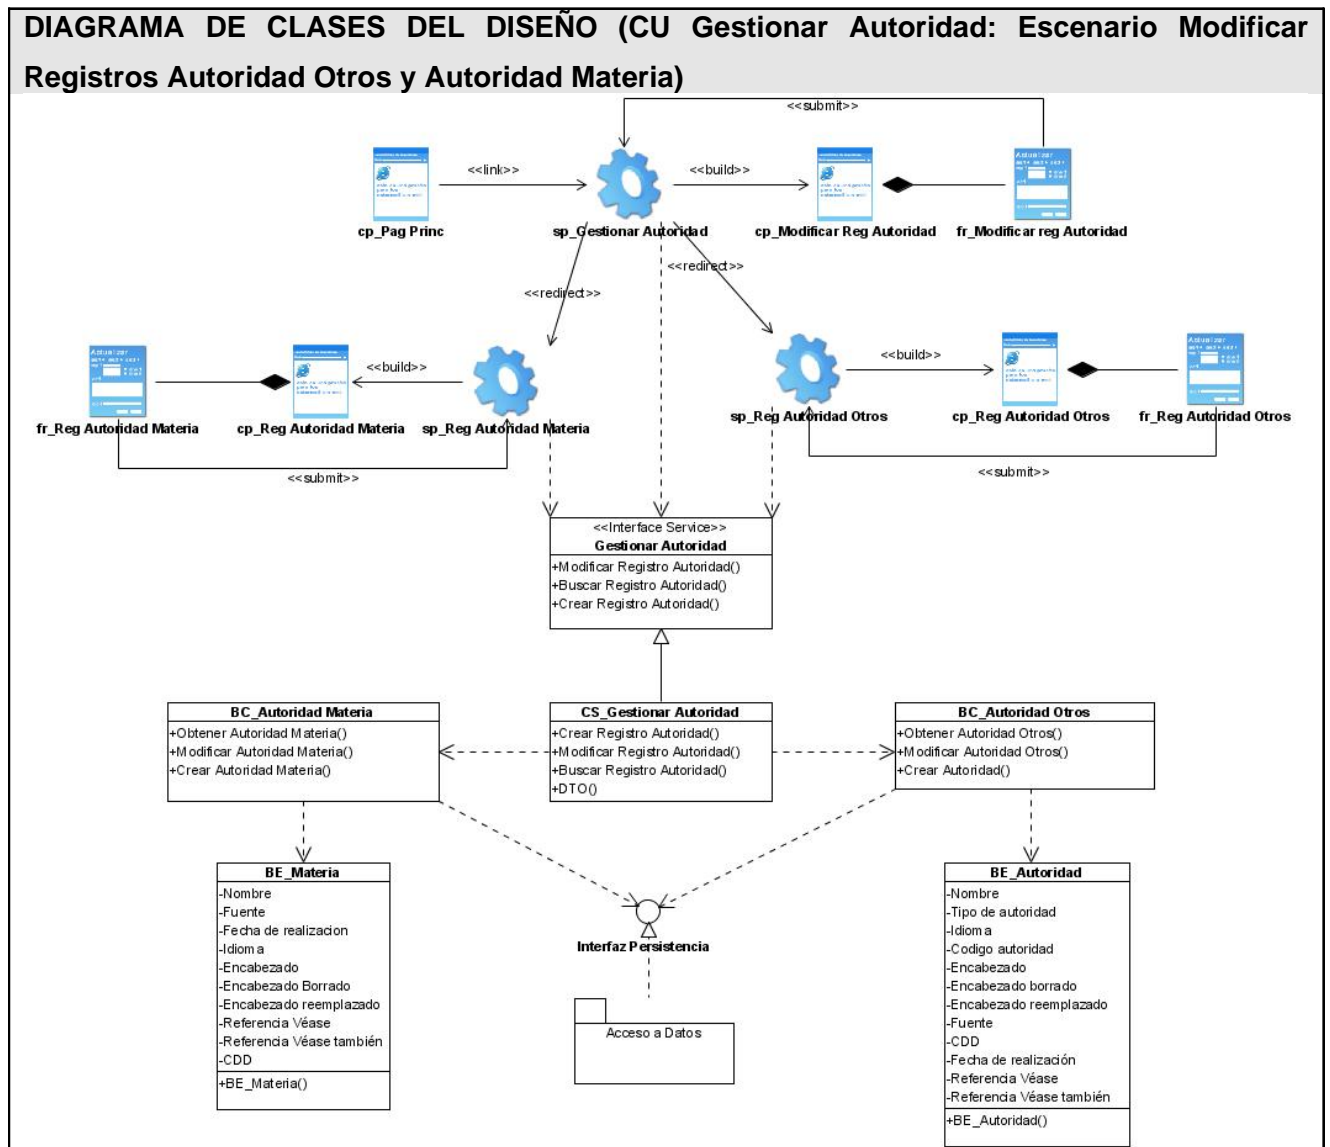 DIAGRAMA DE CLASES DEL DISEÑO (CU Gestionar Autoridad: Escenario Modificar
Registros Autoridad Otros y Autoridad Materia)
<<submit>>
<<link>>
<<build>>
Actualizar
cp_Pag Princ
sp_Gestionar Autoridad
cp_Modificar Reg Autoridad
fr_Modificar reg Autoridad
<<redirect>>
<<redirect>>
Actualizar
<<build>>
<<build>>
Actualizar
fr_Reg Autoridad Materia
cp_Reg Autoridad Materia
sp_Reg Autoridad Materia
sp_Reg Autoridad Otros
cp_Reg Autoridad Otros
fr_Reg Autoridad Otros
<<submit>>
<<submit>>
<<Interface Service>>
Gestionar Autoridad
+Modificar Registro Autoridad()
+Buscar Registro Autoridad()
+Crear Registro Autoridad()
BC_Autoridad Materia
+Obtener Autoridad Materia()
+Modificar Autoridad Materia()
+Crear Autoridad Materia()
CS_Gestionar Autoridad
+Crear Registro Autoridad()
+Modificar Registro Autoridad()
+Buscar Registro Autoridad()
+DTO()
BC_Autoridad Otros
+Obtener Autoridad Otros()
+Modificar Autoridad Otros()
+Crear Autoridad()
BE_Materia
-Nombre
-Fuente
-Fecha de realizacion
-Idioma
-Encabezado
-Encabezado Borrado
-Encabezado reemplazado
-Referencia Véase
-Referencia Véase también
-CDD
+BE_Materia()
Interfaz Persistencia
Acceso a Datos
BE_Autoridad
-Nombre
-Tipo de autoridad
-Idioma
-Codigo autoridad
-Encabezado
-Encabezado borrado
-Encabezado reemplazado
-Fuente
-CDD
-Fecha de realización
-Referencia Véase
-Referencia Véase también
+BE_Autoridad()